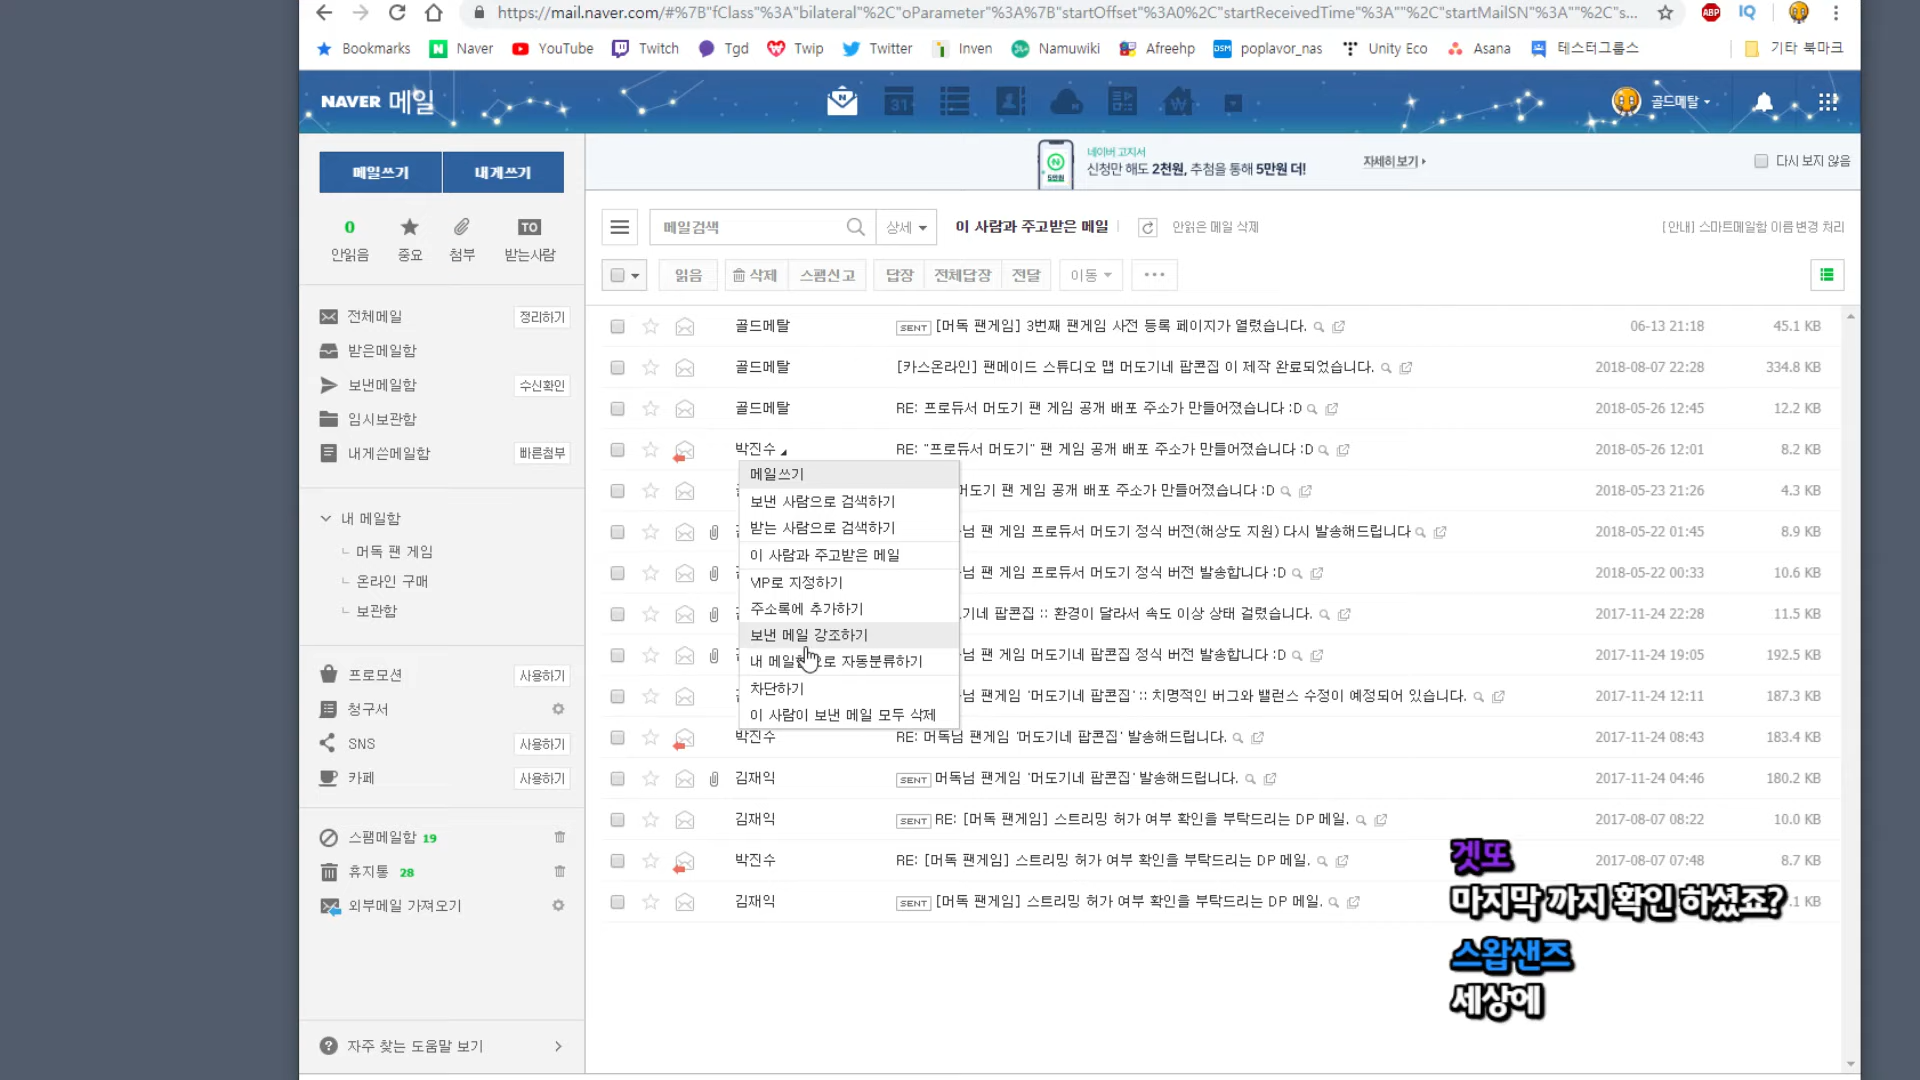 https://mail.naver.com/#%7B"fClass"%3A"bilateral"%2C"oParameter"%3A%7B"startOffset"%3A0%2C"startReceivedTime"%3A""%2C"startMailSN"%3A""%2C"s...
ABP
IQ
Bookmarks Naver YouTube Twitch Tgd Twip Twitter Inven Namuwiki Afreehp poplavor_nas Unity Eco Asana 테스터그룹스 기타 북마크
NAVER 메일
31
골드메탈
메일쓰기 내게쓰기
네이버 고지서
신청만 해도 2천원, 추첨을 통해 5만원 더!
자세히보기
다시 보지 않음
0 TO
안읽음 중요 첨부 받는사람
메일검색 상세 이 사람과 주고받은 메일 안읽은 메일 삭제
[안내] 스마트메일함 이름변경 처리
읽음 삭제 스팸신고 답장 전체답장 전달 이동 ···
전체메일 정리하기
받은메일함
보낸메일함 수신확인
임시보관함
내게쓴메일함 빠른첨부
내 메일함
머독 팬 게임
온라인 구매
보관함
프로모션 사용하기
청구서
SNS 사용하기
카페 사용하기
스팸메일함 19
휴지통 28
외부메일 가져오기
자주 찾는 도움말 보기
골드메탈 SENT [머독 팬게임] 3번째 팬게임 사전 등록 페이지가 열렸습니다. 06-13 21:18 45.1 KB
골드메탈 [카스온라인] 팬메이드 스튜디오 맵 머도기네 팝콘집 이 제작 완료되었습니다. 2018-08-07 22:28 334.8 KB
골드메탈 RE: 프로듀서 머도기 팬 게임 공개 배포 주소가 만들어졌습니다 :D 2018-05-26 12:45 12.2 KB
박진수 RE: "프로듀서 머도기" 팬 게임 공개 배포 주소가 만들어졌습니다 :D 2018-05-26 12:01 8.2 KB
도기 팬 게임 공개 배포 주소가 만들어졌습니다 :D 2018-05-23 21:26 4.3 KB
님 팬 게임 프로듀서 머도기 정식 버전(해상도 지원) 다시 발송해드립니다 2018-05-22 01:45 8.9 KB
님 팬 게임 프로듀서 머도기 정식 버전 발송합니다 :D 2018-05-22 00:33 10.6 KB
기네 팝콘집 :: 환경이 달라서 속도 이상 상태 걸렸습니다. 2017-11-24 22:28 11.5 KB
님 팬 게임 머도기네 팝콘집 정식 버전 발송합니다 :D 2017-11-24 19:05 192.5 KB
님 팬게임 '머도기네 팝콘집' :: 치명적인 버그와 밸런스 수정이 예정되어 있습니다. 2017-11-24 12:11 187.3 KB
박진수 RE: 머독님 팬게임 '머도기네 팝콘집' 발송해드립니다. 2017-11-24 08:43 183.4 KB
김재익 SENT 머독님 팬게임 '머도기네 팝콘집' 발송해드립니다. 2017-11-24 04:46 180.2 KB
김재익 SENT RE: [머독 팬게임] 스트리밍 허가 여부 확인을 부탁드리는 DP 메일. 2017-08-07 08:22 10.0 KB
박진수 RE: [머독 팬게임] 스트리밍 허가 여부 확인을 부탁드리는 DP 메일. 2017-08-07 07:48 8.7 KB
김재익 SENT [머독 팬게임] 스트리밍 허가 여부 확인을 부탁드리는 DP 메일. .1 KB
메일쓰기
보낸 사람으로 검색하기
받는 사람으로 검색하기
이 사람과 주고받은 메일
VIP로 지정하기
주소록에 추가하기
보낸 메일 강조하기
내 메일함으로 자동분류하기
차단하기
이 사람이 보낸 메일 모두 삭제
겟또
마지막 까지 확인 하셨죠?
스왑샌즈
세상에